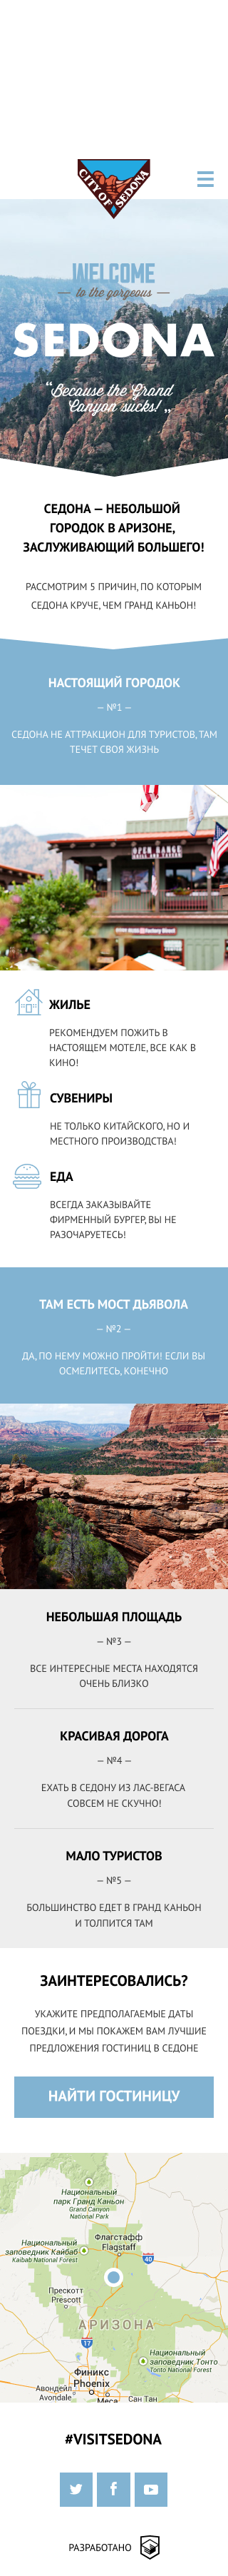 CITY OF SEDONA
WELCOME
to the gorgeous
SEDONA
“Because the Grand
Canyon sucks!„
СЕДОНА — НЕБОЛЬШОЙ
ГОРОДОК В АРИЗОНЕ,
ЗАСЛУЖИВАЮЩИЙ БОЛЬШЕГО!
РАССМОТРИМ 5 ПРИЧИН, ПО КОТОРЫМ
СЕДОНА КРУЧЕ, ЧЕМ ГРАНД КАНЬОН!
НАСТОЯЩИЙ ГОРОДОК
— №1 —
СЕДОНА НЕ АТТРАКЦИОН ДЛЯ ТУРИСТОВ, ТАМ
ТЕЧЕТ СВОЯ ЖИЗНЬ
ЖИЛЬЕ
РЕКОМЕНДУЕМ ПОЖИТЬ В
НАСТОЯЩЕМ МОТЕЛЕ, ВСЕ КАК В
КИНО!
СУВЕНИРЫ
НЕ ТОЛЬКО КИТАЙСКОГО, НО И
МЕСТНОГО ПРОИЗВОДСТВА!
ЕДА
ВСЕГДА ЗАКАЗЫВАЙТЕ
ФИРМЕННЫЙ БУРГЕР, ВЫ НЕ
РАЗОЧАРУЕТЕСЬ!
ТАМ ЕСТЬ МОСТ ДЬЯВОЛА
— №2 —
ДА, ПО НЕМУ МОЖНО ПРОЙТИ! ЕСЛИ ВЫ
ОСМЕЛИТЕСЬ, КОНЕЧНО
НЕБОЛЬШАЯ ПЛОЩАДЬ
— №3 —
ВСЕ ИНТЕРЕСНЫЕ МЕСТА НАХОДЯТСЯ
ОЧЕНЬ БЛИЗКО
КРАСИВАЯ ДОРОГА
— №4 —
ЕХАТЬ В СЕДОНУ ИЗ ЛАС-ВЕГАСА
СОВСЕМ НЕ СКУЧНО!
МАЛО ТУРИСТОВ
— №5 —
БОЛЬШИНСТВО ЕДЕТ В ГРАНД КАНЬОН
И ТОЛПИТСЯ ТАМ
ЗАИНТЕРЕСОВАЛИСЬ?
УКАЖИТЕ ПРЕДПОЛАГАЕМЫЕ ДАТЫ
ПОЕЗДКИ, И МЫ ПОКАЖЕМ ВАМ ЛУЧШИЕ
ПРЕДЛОЖЕНИЯ ГОСТИНИЦ В СЕДОНЕ
НАЙТИ ГОСТИНИЦУ
Национальный
парк Гранд Каньон
Grand Canyon
National Park
Флагстафф
Flagstaff
Национальный
заповедник Кайбаб
Kaibab National Forest
40
Прескотт
Prescott
АРИЗОНА
17
Национальный
заповедник Тонто
Tonto National Forest
Финикс
Phoenix
Авондейл
Avondale
Меса
Сан Тан
#VISITSEDONA
РАЗРАБОТАНО